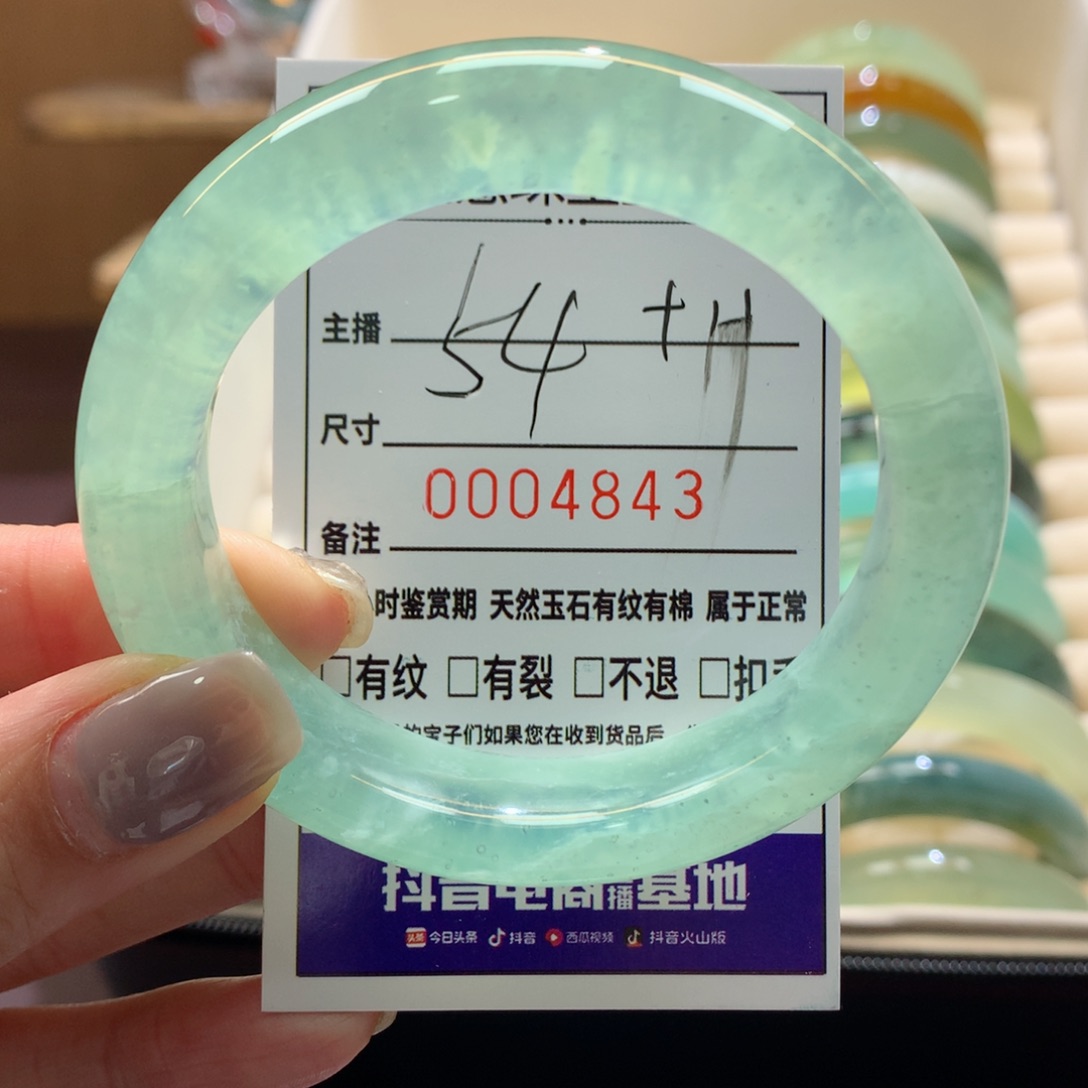 主播
54 +
尺寸
0004843
备注
时鉴赏期 天然玉石有纹有棉 属于正常
□有纹 □有裂 □不退 □扣
宝子们如果您在收到货品后
抖音电商直播基地
头条 今日头条 抖音 西瓜视频 抖音火山版